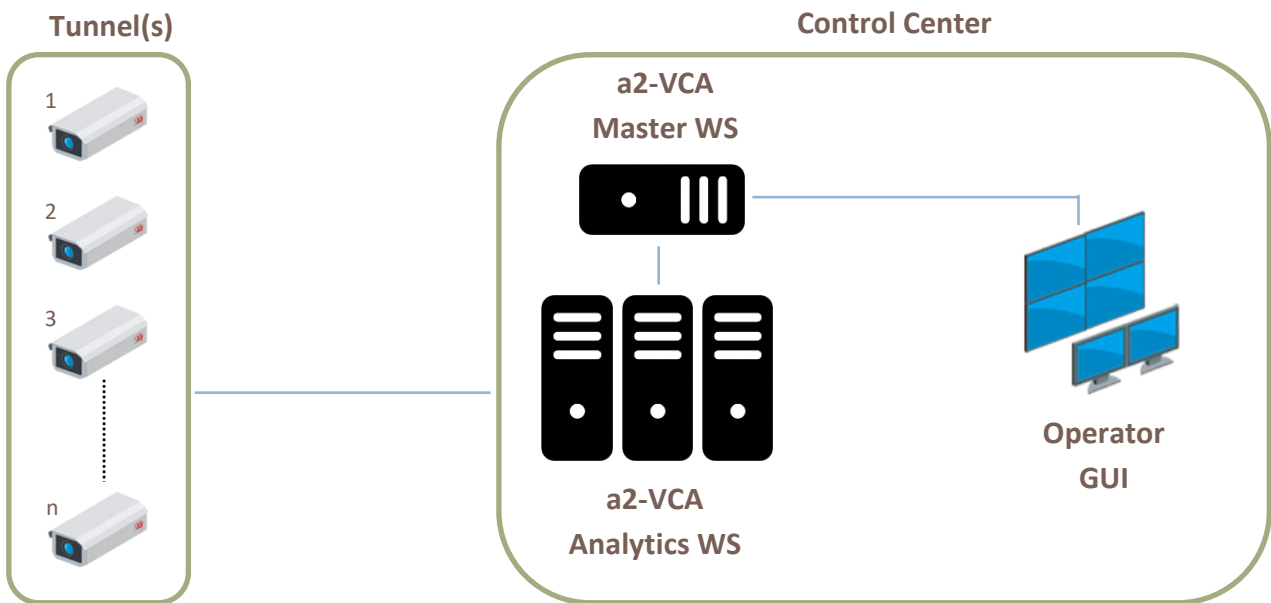 Tunnel(s)
Control Center
1
2
3
n
a2-VCA
Master WS
a2-VCA
Analytics WS
Operator
GUI